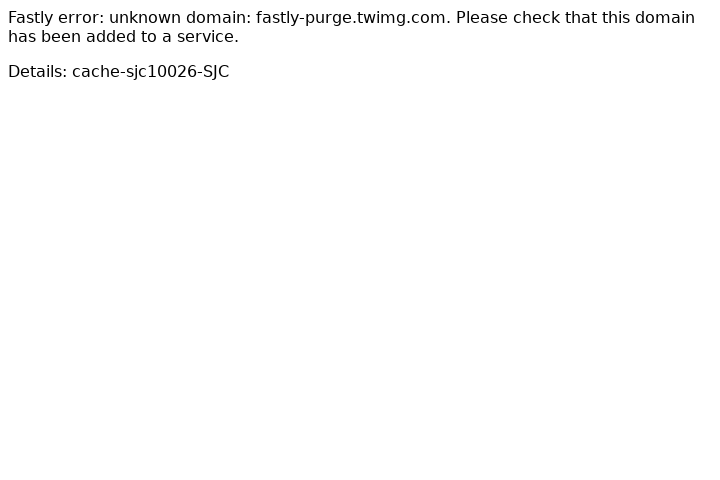 Fastly error: unknown domain: fastly-purge.twimg.com. Please check that this domain
has been added to a service.
Details: cache-sjc10026-SJC